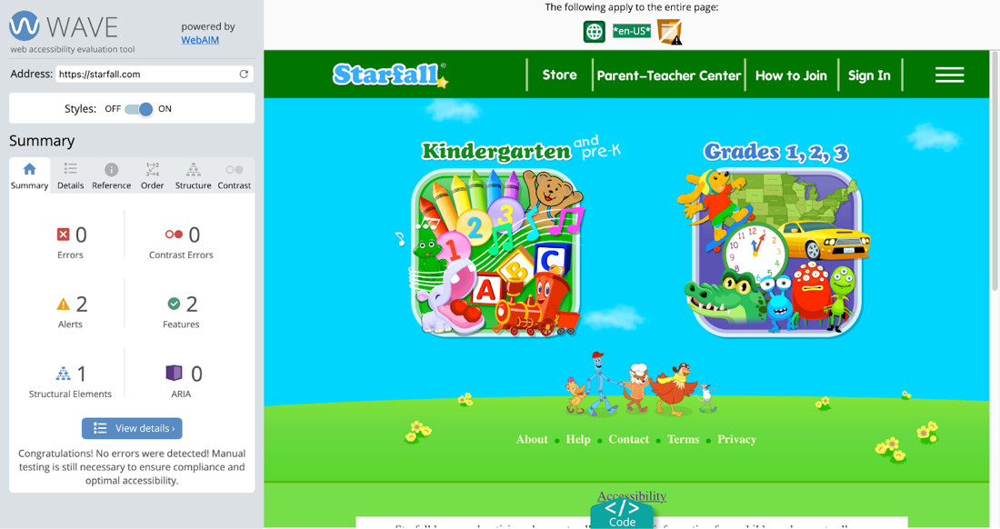 WAVE
web accessibility evaluation tool
powered by
WebAIM
Address: https://starfall.com
Styles: OFF ON
Summary
Summary Details Reference Order Structure Contrast
0 Errors
0 Contrast Errors
2 Alerts
2 Features
1 Structural Elements
0 ARIA
View details ›
Congratulations! No errors were detected! Manual
testing is still necessary to ensure compliance and
optimal accessibility.
The following apply to the entire page:
*en-US*
Starfall Store Parent-Teacher Center How to Join Sign In
Kindergarten and pre-K
Grades 1, 2, 3
1 2 3
A B C
About Help Contact Terms Privacy
Accessibility
</> Code